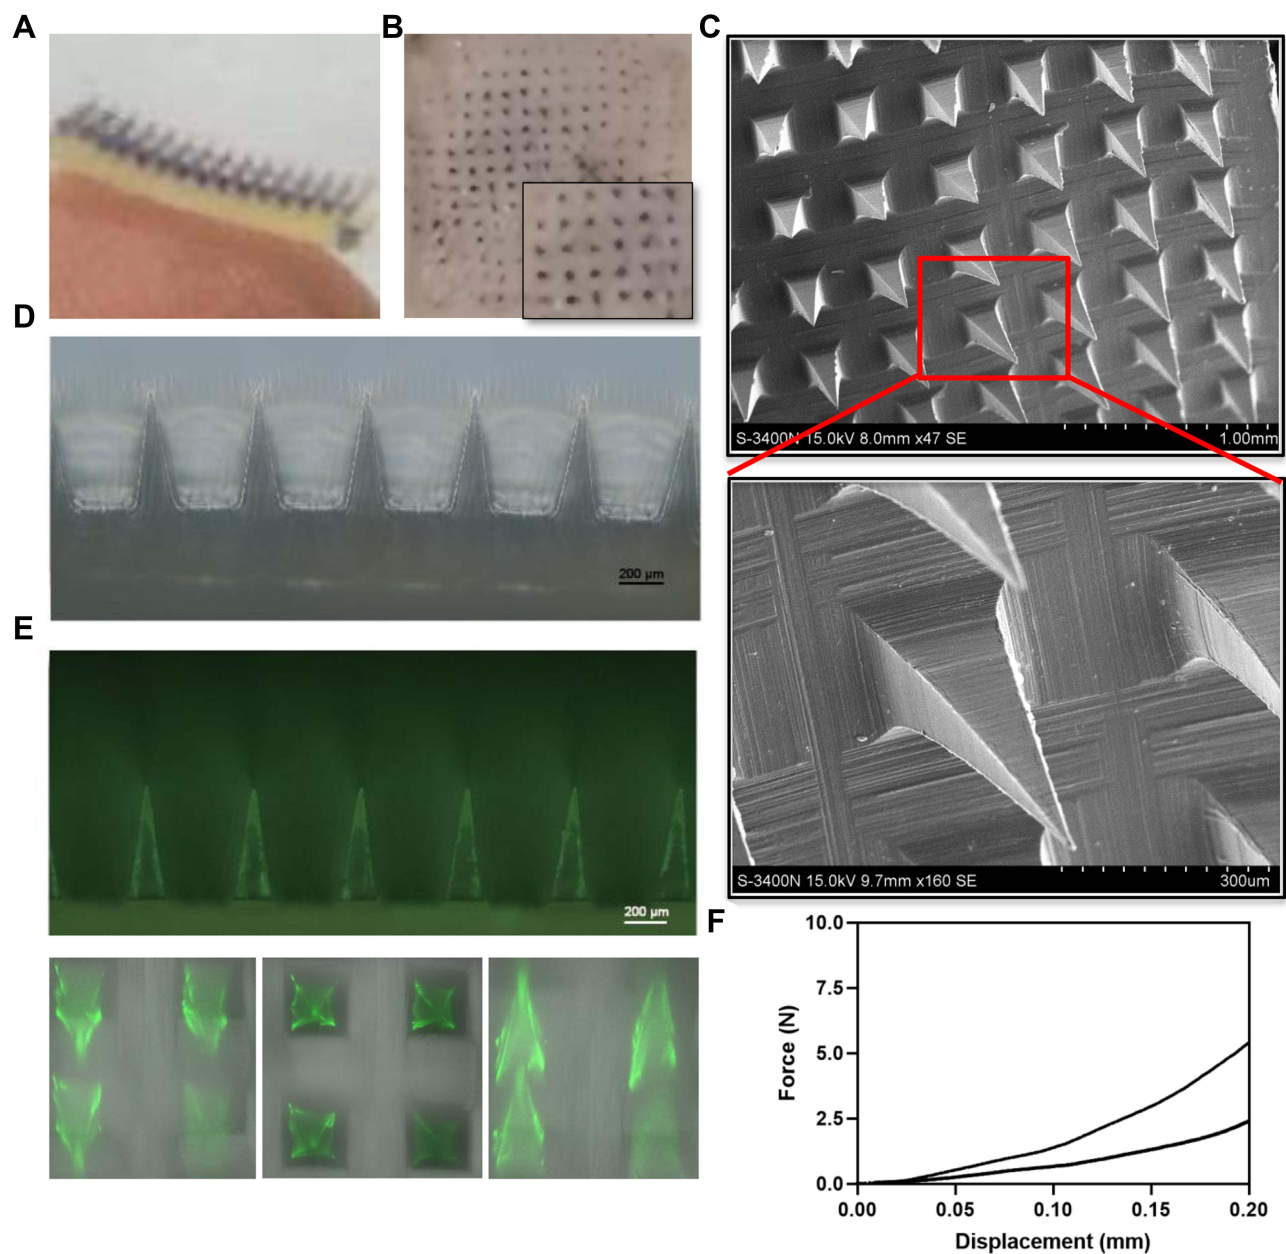 A
B
C
S-3400N 15.0kV 8.0mm x47 SE 1.00mm
D
200 µm
S-3400N 15.0kV 9.7mm x160 SE 300um
E
200 µm
F
10.0
7.5
5.0
2.5
0.0
Force (N)
0.00 0.05 0.10 0.15 0.20
Displacement (mm)